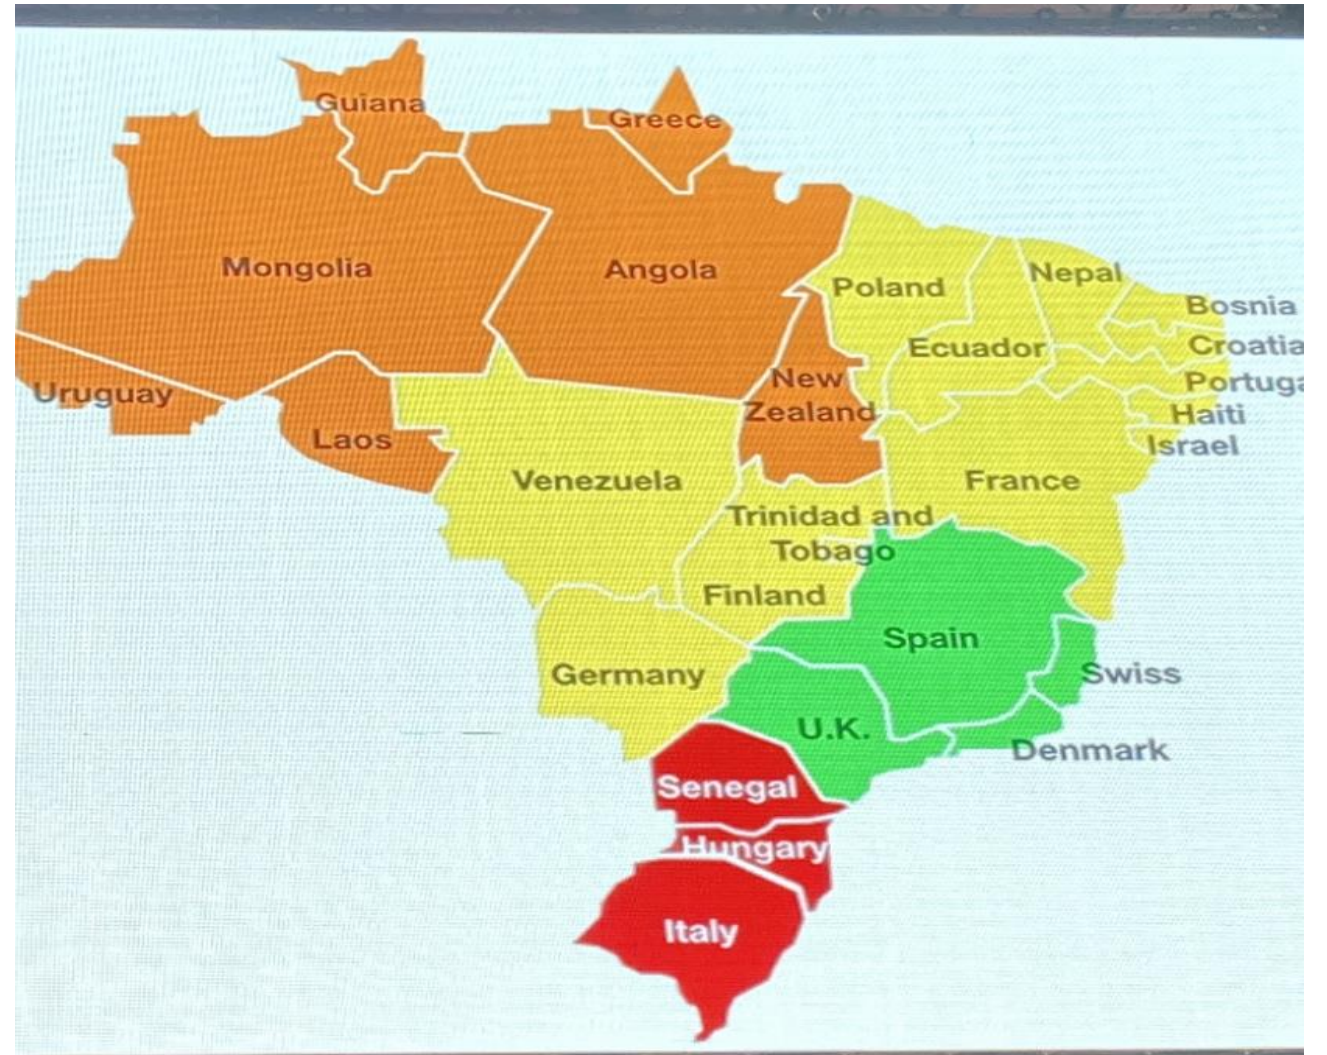 Guiana
Greece
Mongolia
Angola
Nepal
Poland
Bosnia
Ecuador
Croatia
New
Zealand
Portuga
Uruguay
Haiti
Laos
Israel
Venezuela
France
Trinidad and
Tobago
Finland
Spain
Germany
Swiss
U.K.
Denmark
Senegal
Hungary
Italy